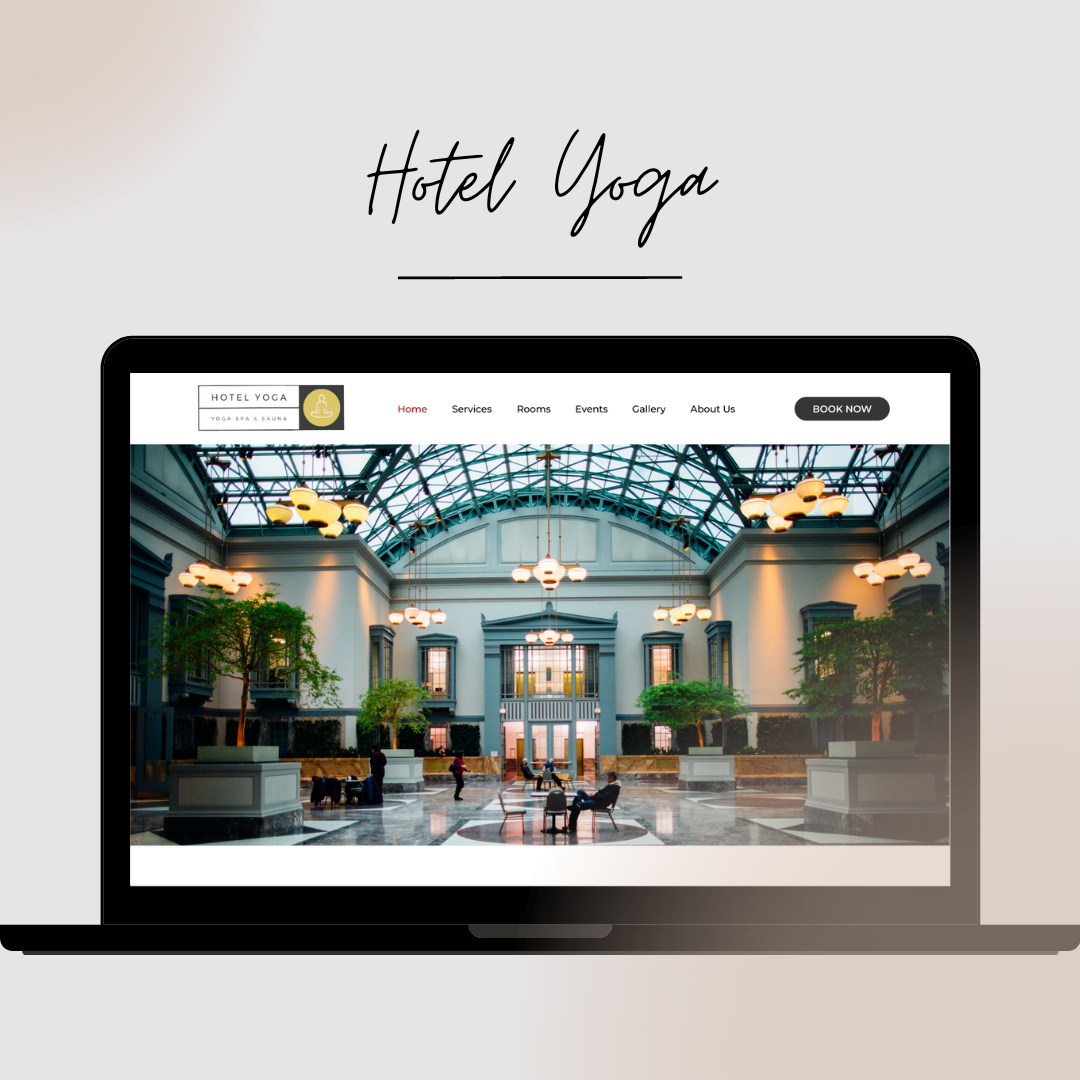 Hotel Yoga
HOTEL YOGA
YOGA SPA & SAUNA
Home Services Rooms Events Gallery About Us BOOK NOW